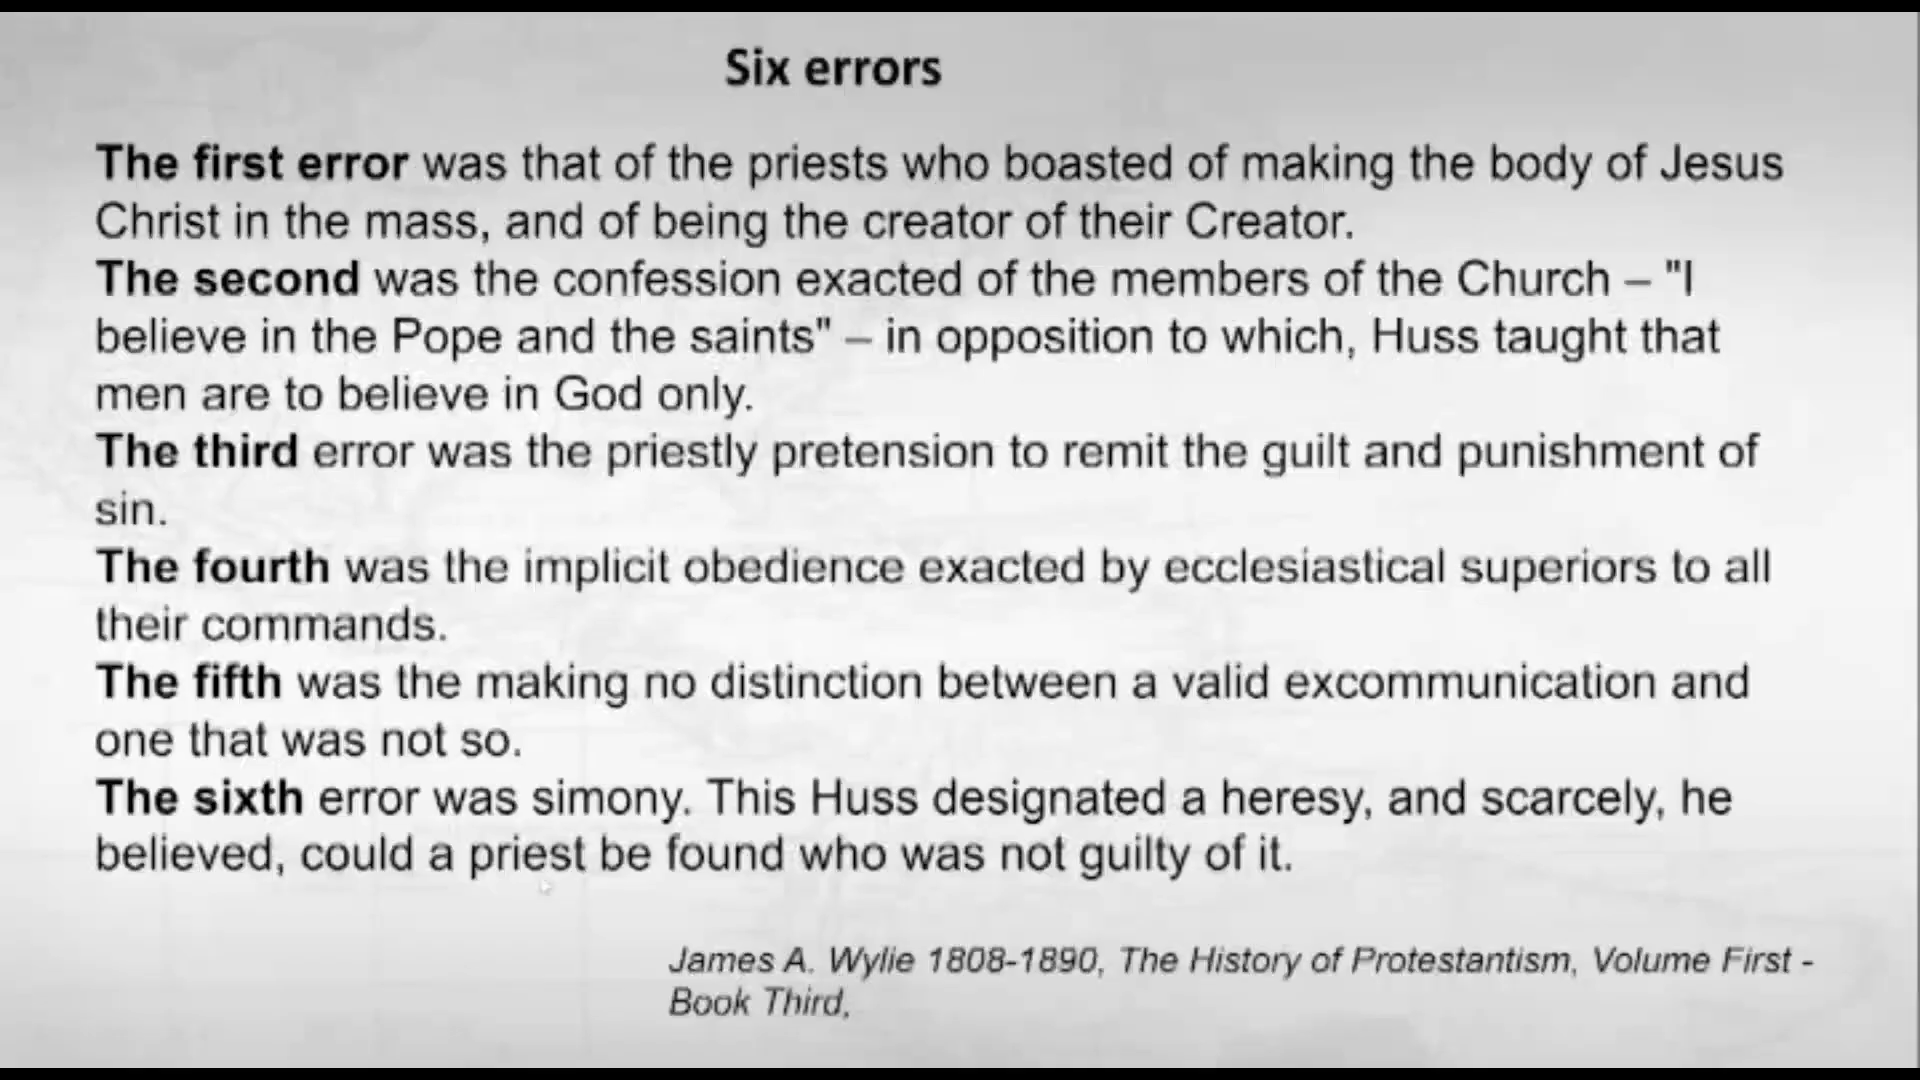 Six errors
The first error was that of the priests who boasted of making the body of Jesus
Christ in the mass, and of being the creator of their Creator.
The second was the confession exacted of the members of the Church – "I
believe in the Pope and the saints" – in opposition to which, Huss taught that
men are to believe in God only.
The third error was the priestly pretension to remit the guilt and punishment of
sin.
The fourth was the implicit obedience exacted by ecclesiastical superiors to all
their commands.
The fifth was the making no distinction between a valid excommunication and
one that was not so.
The sixth error was simony. This Huss designated a heresy, and scarcely, he
believed, could a priest be found who was not guilty of it.
James A. Wylie 1808-1890, The History of Protestantism, Volume First -
Book Third,